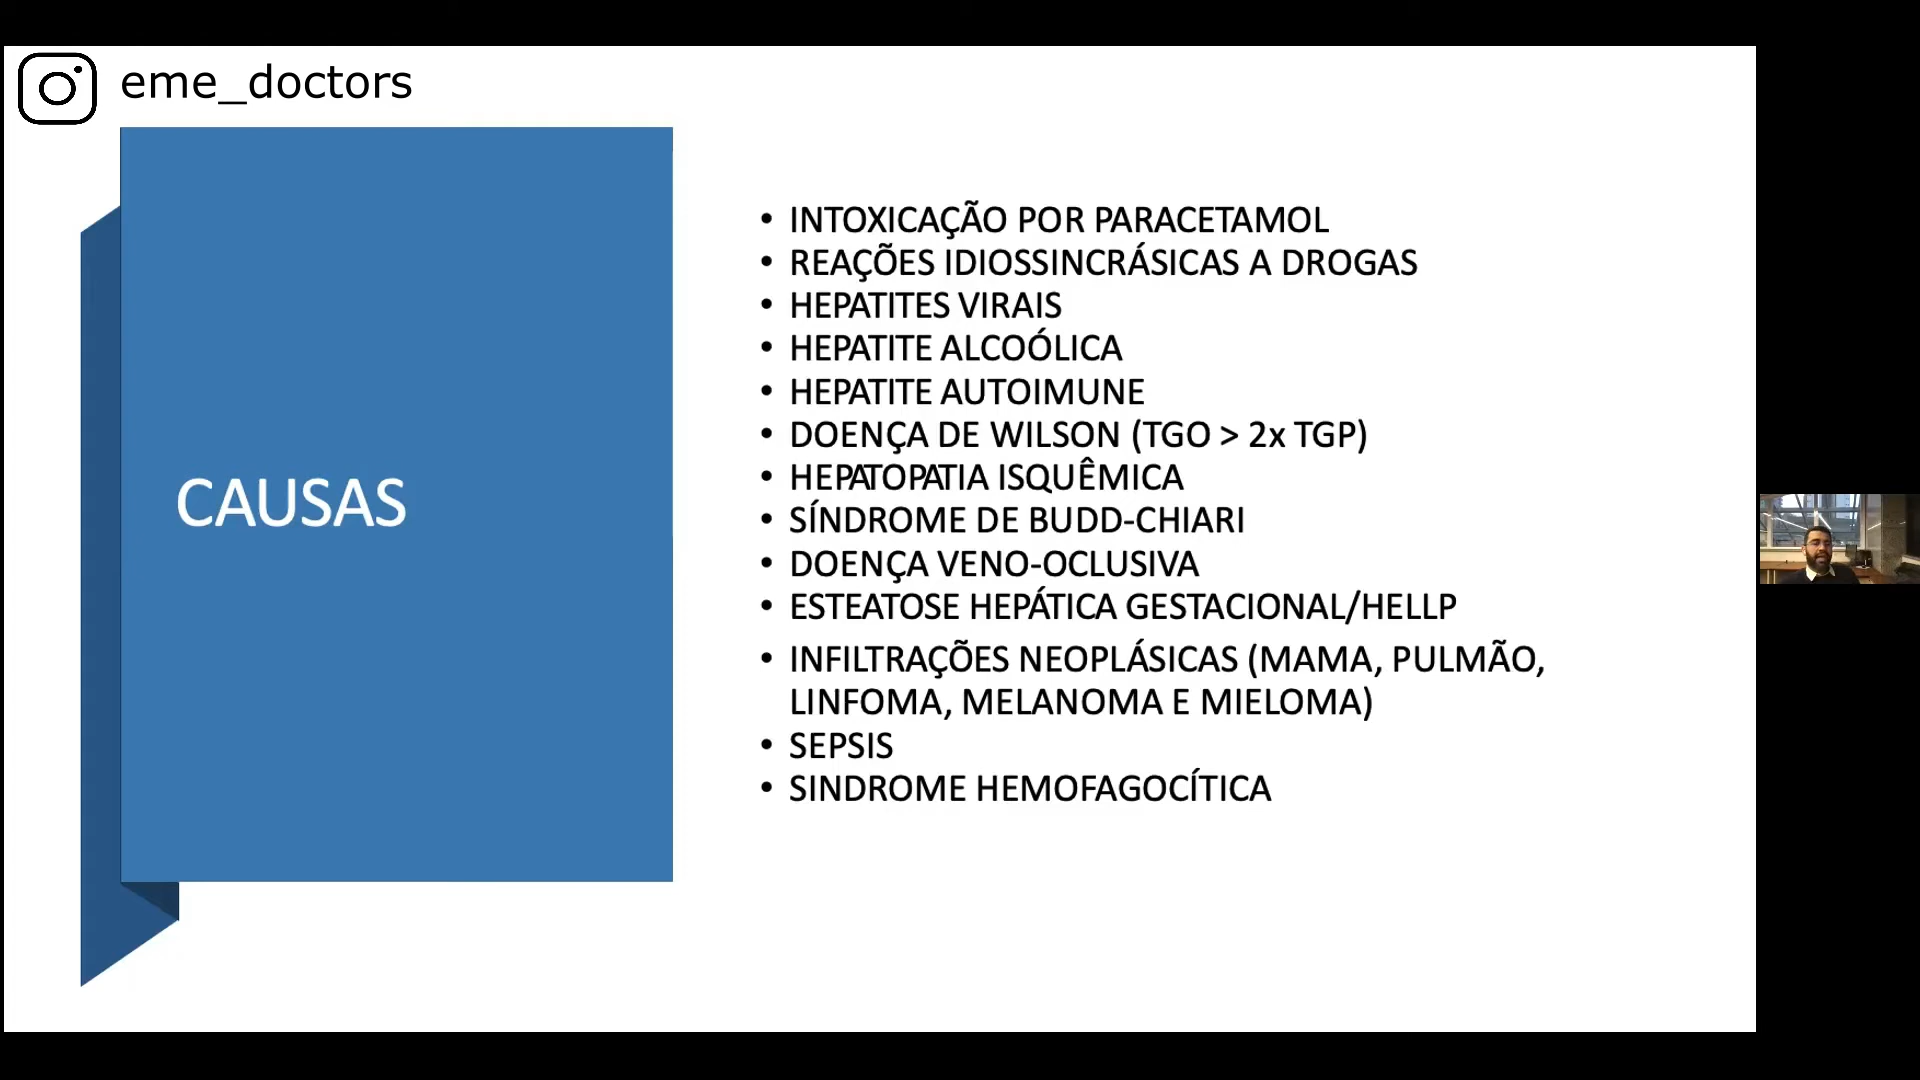 eme_doctors
CAUSAS
• INTOXICAÇÃO POR PARACETAMOL
• REAÇÕES IDIOSSINCRÁSICAS A DROGAS
• HEPATITES VIRAIS
• HEPATITE ALCOÓLICA
• HEPATITE AUTOIMUNE
• DOENÇA DE WILSON (TGO > 2x TGP)
• HEPATOPATIA ISQUÊMICA
• SÍNDROME DE BUDD-CHIARI
• DOENÇA VENO-OCLUSIVA
• ESTEATOSE HEPÁTICA GESTACIONAL/HELLP
• INFILTRAÇÕES NEOPLÁSICAS (MAMA, PULMÃO,
LINFOMA, MELANOMA E MIELOMA)
• SEPSIS
• SINDROME HEMOFAGOCÍTICA